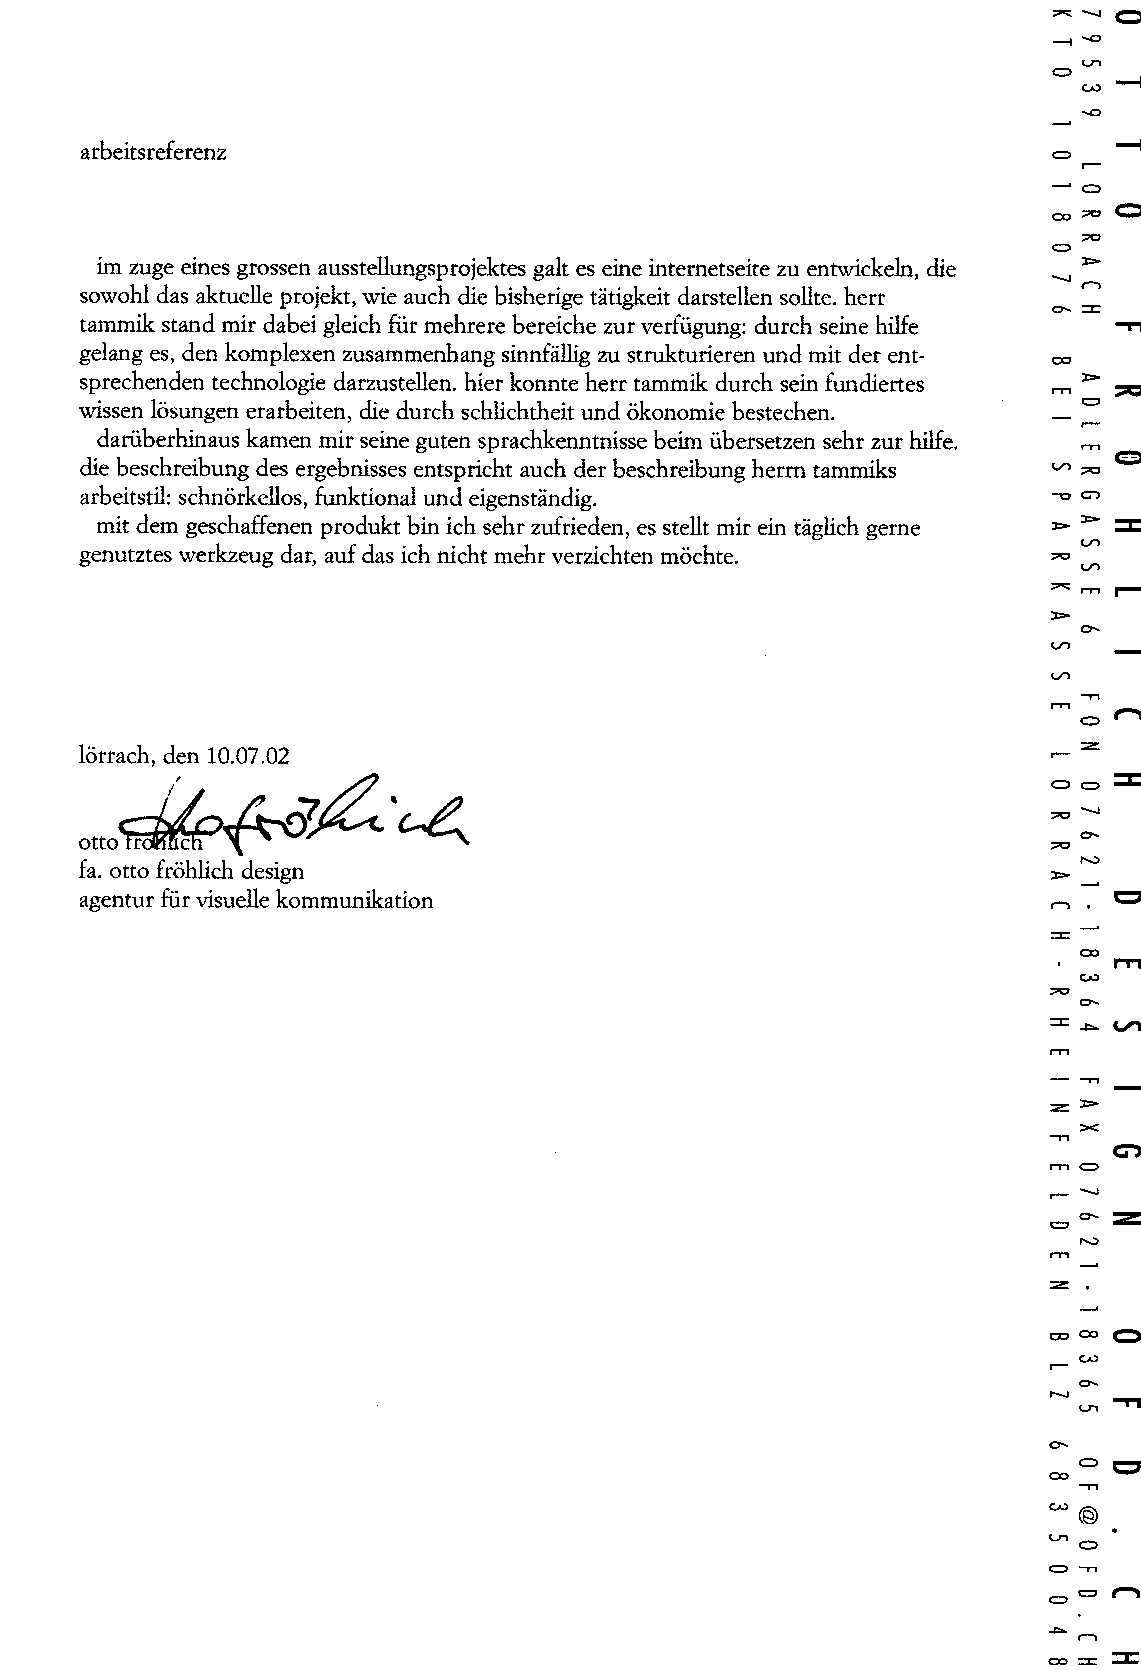 arbeitsreferenz
im zuge eines grossen ausstellungsprojektes galt es eine internetseite zu entwickeln, die
sowohl das aktuelle projekt, wie auch die bisherige tätigkeit darstellen sollte. herr
tammik stand mir dabei gleich für mehrere bereiche zur verfügung: durch seine hilfe
gelang es, den komplexen zusammenhang sinnfällig zu strukturieren und mit der ent-
sprechenden technologie darzustellen. hier konnte herr tammik durch sein fundiertes
wissen lösungen erarbeiten, die durch schlichtheit und ökonomie bestechen.
darüberhinaus kamen mir seine guten sprachkenntnisse beim übersetzen sehr zur hilfe.
die beschreibung des ergebnisses entspricht auch der beschreibung herrn tammiks
arbeitstil: schnörkellos, funktional und eigenständig.
mit dem geschaffenen produkt bin ich sehr zufrieden, es stellt mir ein täglich gerne
genutztes werkzeug dar, auf das ich nicht mehr verzichten möchte.
lörrach, den 10.07.02
otto fröhlich
fa. otto fröhlich design
agentur für visuelle kommunikation
OTTO FRÖHLICH DESIGN OFD.CH
79539 LÖRRACH ADLERGASSE 6 FON 07621·18364 FAX 07621·18365 OF@OFD.CH
KTO 1018076 BEI SPARKASSE LÖRRACH-RHEINFELDEN BLZ 68350048